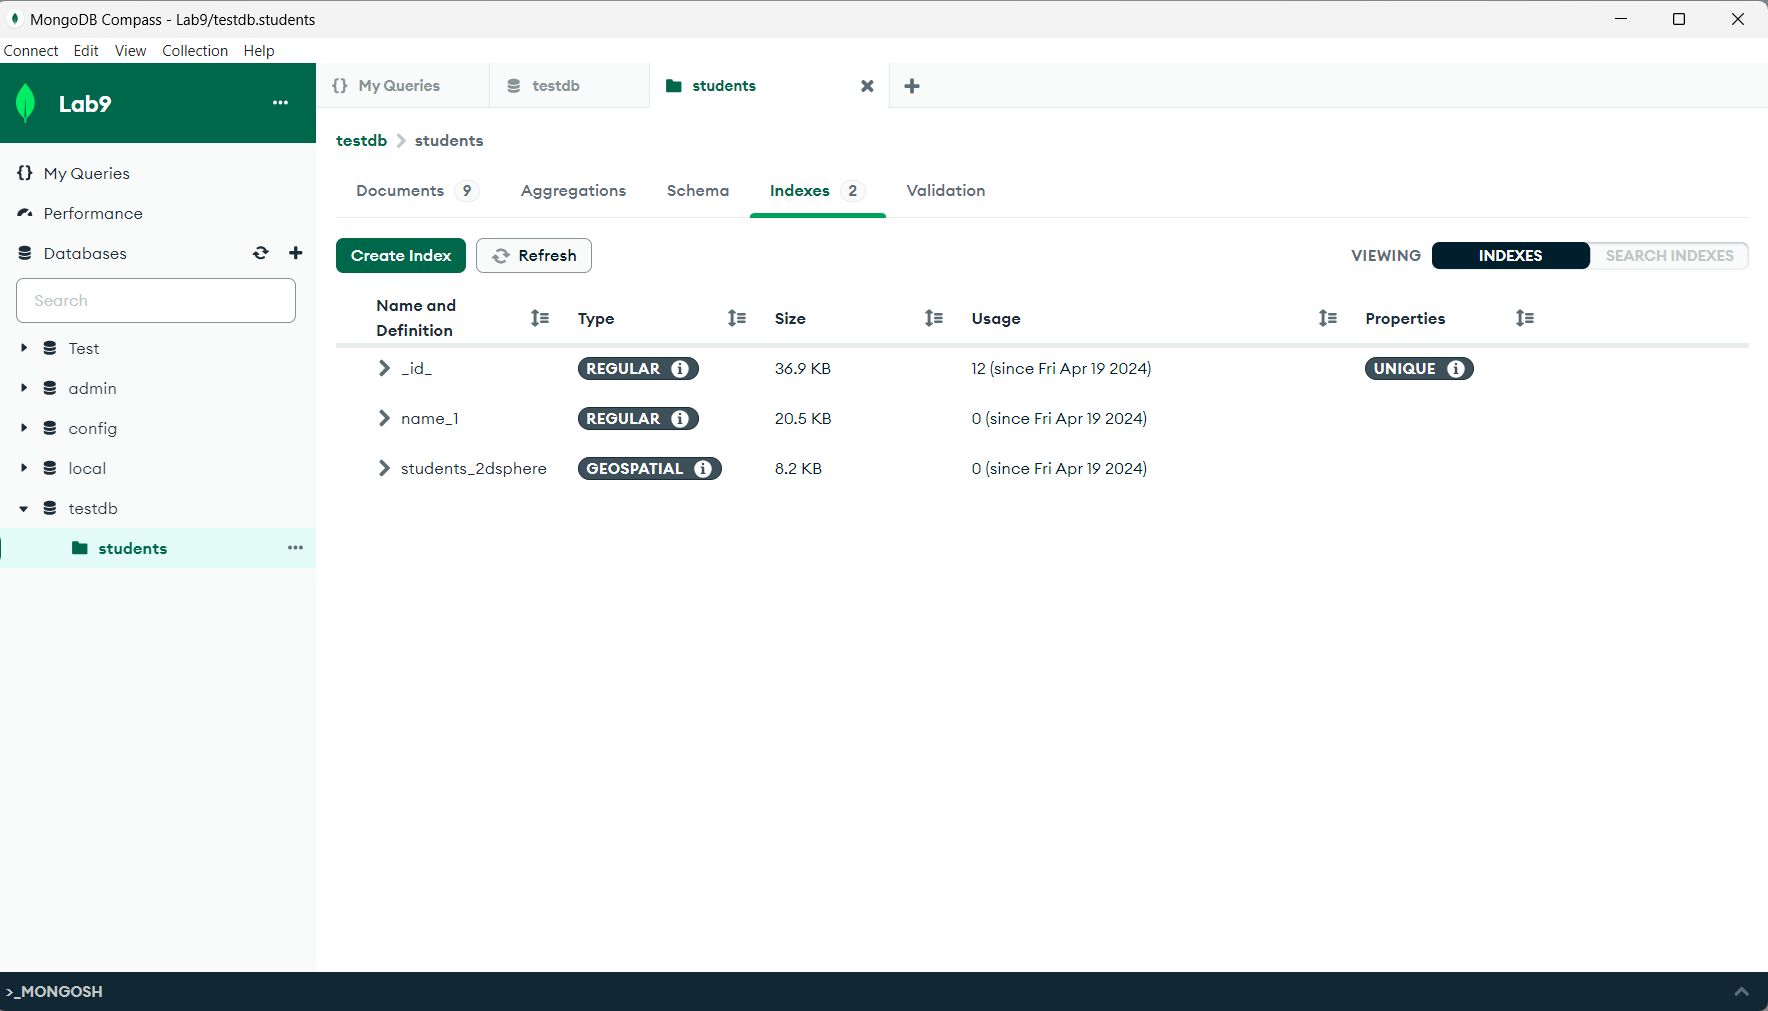 MongoDB Compass - Lab9/testdb.students
Connect Edit View Collection Help
Lab9
My Queries
Performance
Databases
Search
Test
admin
config
local
testdb
students
My Queries testdb students
testdb students
Documents 9 Aggregations Schema Indexes 2 Validation
Create Index Refresh VIEWING INDEXES SEARCH INDEXES
Name and
Definition
Type Size Usage Properties
_id_ REGULAR 36.9 KB 12 (since Fri Apr 19 2024) UNIQUE
name_1 REGULAR 20.5 KB 0 (since Fri Apr 19 2024)
students_2dsphere GEOSPATIAL 8.2 KB 0 (since Fri Apr 19 2024)
>_MONGOSH